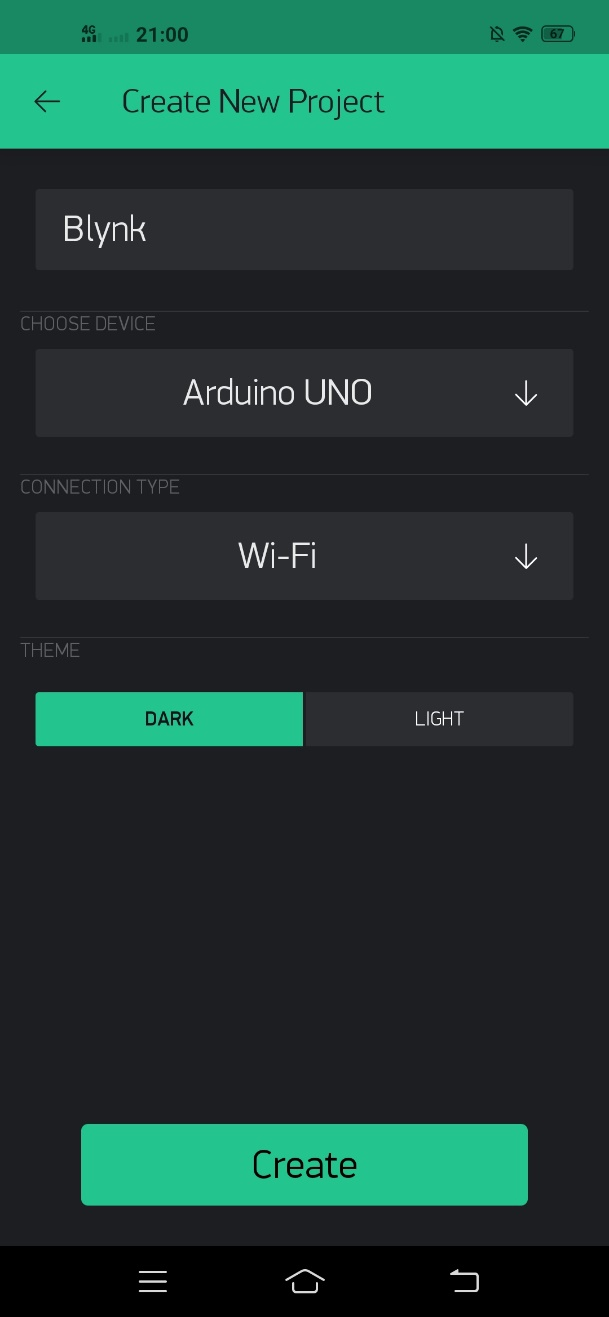 4G 21:00 67
Create New Project
Blynk
CHOOSE DEVICE
Arduino UNO
CONNECTION TYPE
Wi-Fi
THEME
DARK LIGHT
Create